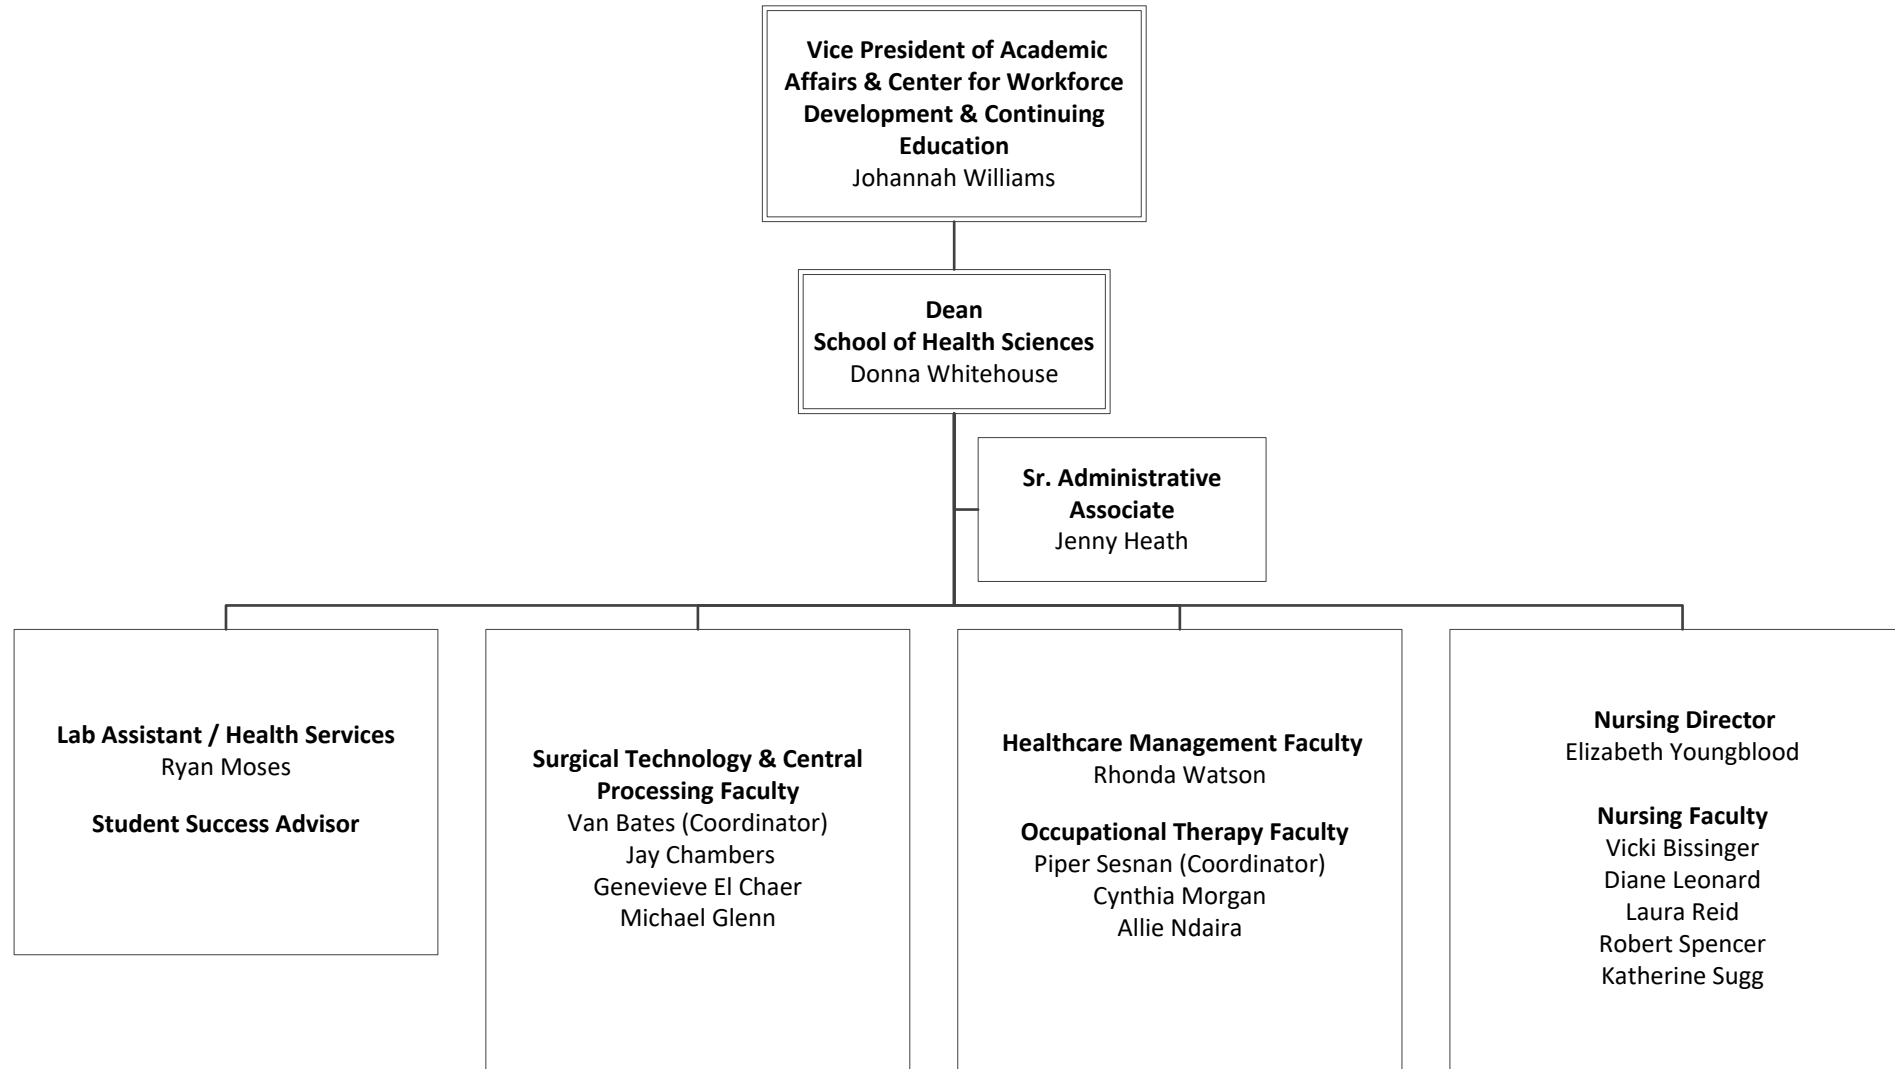 Vice President of Academic
Affairs & Center for Workforce
Development & Continuing
Education
Johannah Williams
Dean
School of Health Sciences
Donna Whitehouse
Sr. Administrative
Associate
Jenny Heath
Lab Assistant / Health Services
Ryan Moses
Student Success Advisor
Surgical Technology & Central
Processing Faculty
Van Bates (Coordinator)
Jay Chambers
Genevieve El Chaer
Michael Glenn
Healthcare Management Faculty
Rhonda Watson
Occupational Therapy Faculty
Piper Sesnan (Coordinator)
Cynthia Morgan
Allie Ndaira
Nursing Director
Elizabeth Youngblood
Nursing Faculty
Vicki Bissinger
Diane Leonard
Laura Reid
Robert Spencer
Katherine Sugg